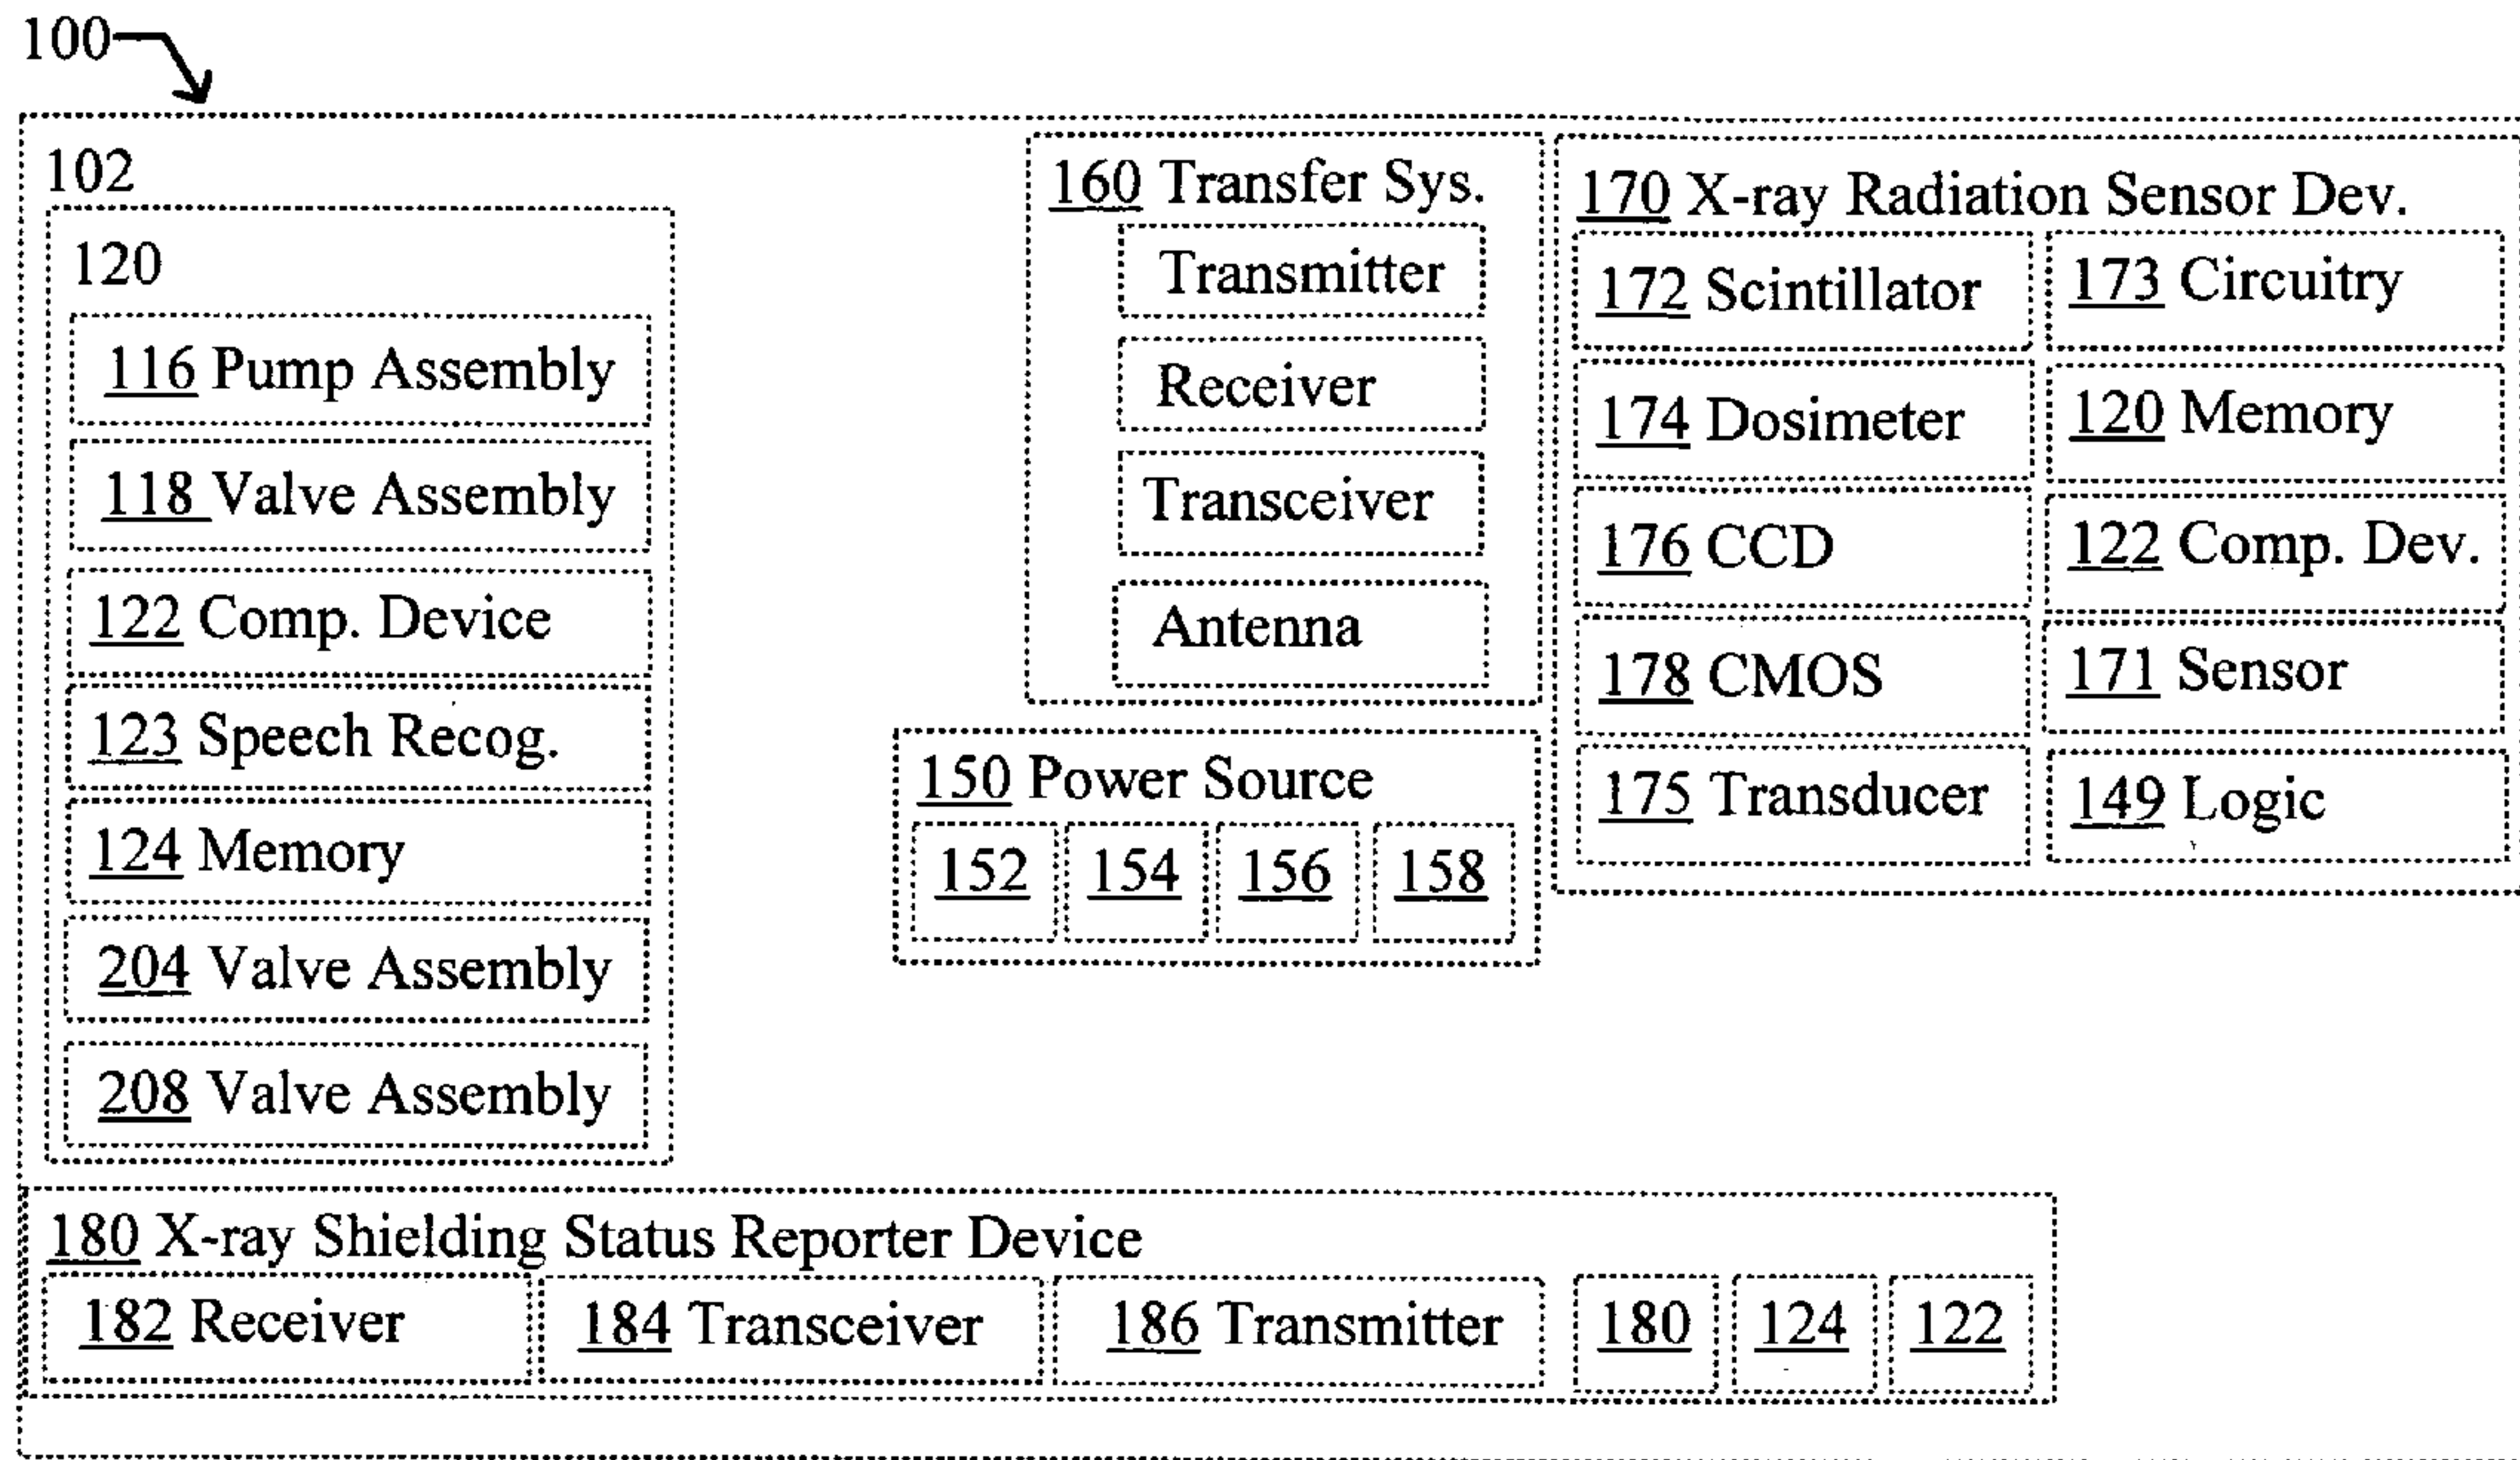 100
102
120
116 Pump Assembly
118 Valve Assembly
122 Comp. Device
123 Speech Recog.
124 Memory
204 Valve Assembly
208 Valve Assembly
160 Transfer Sys.
Transmitter
Receiver
Transceiver
Antenna
150 Power Source
152 154 156 158
170 X-ray Radiation Sensor Dev.
172 Scintillator
173 Circuitry
174 Dosimeter
120 Memory
176 CCD
122 Comp. Dev.
178 CMOS
171 Sensor
175 Transducer
149 Logic
180 X-ray Shielding Status Reporter Device
182 Receiver
184 Transceiver
186 Transmitter
180
124
122